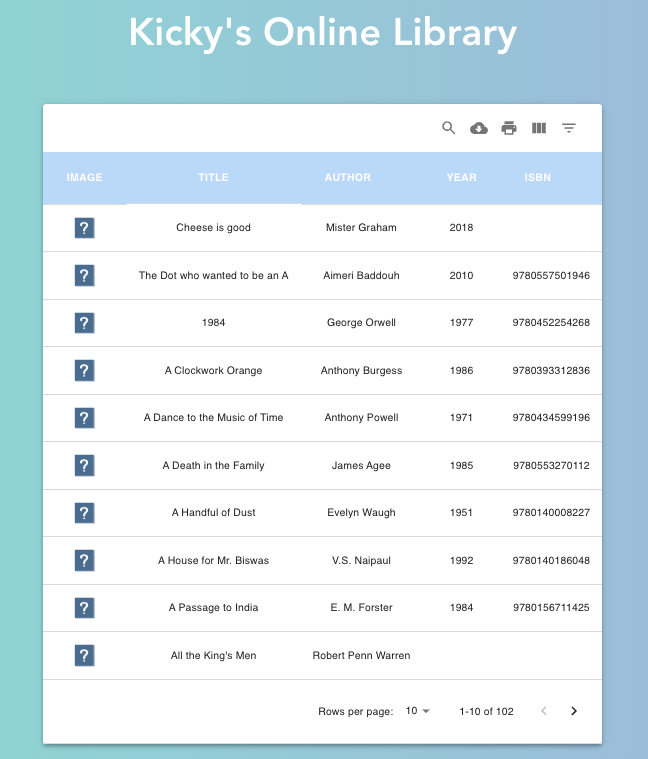 Kicky's Online Library
IMAGE TITLE AUTHOR YEAR ISBN
? Cheese is good Mister Graham 2018
? The Dot who wanted to be an A Aimeri Baddouh 2010 9780557501946
? 1984 George Orwell 1977 9780452254268
? A Clockwork Orange Anthony Burgess 1986 9780393312836
? A Dance to the Music of Time Anthony Powell 1971 9780434599196
? A Death in the Family James Agee 1985 9780553270112
? A Handful of Dust Evelyn Waugh 1951 9780140008227
? A House for Mr. Biswas V.S. Naipaul 1992 9780140186048
? A Passage to India E. M. Forster 1984 9780156711425
? All the King's Men Robert Penn Warren
Rows per page: 10 1-10 of 102